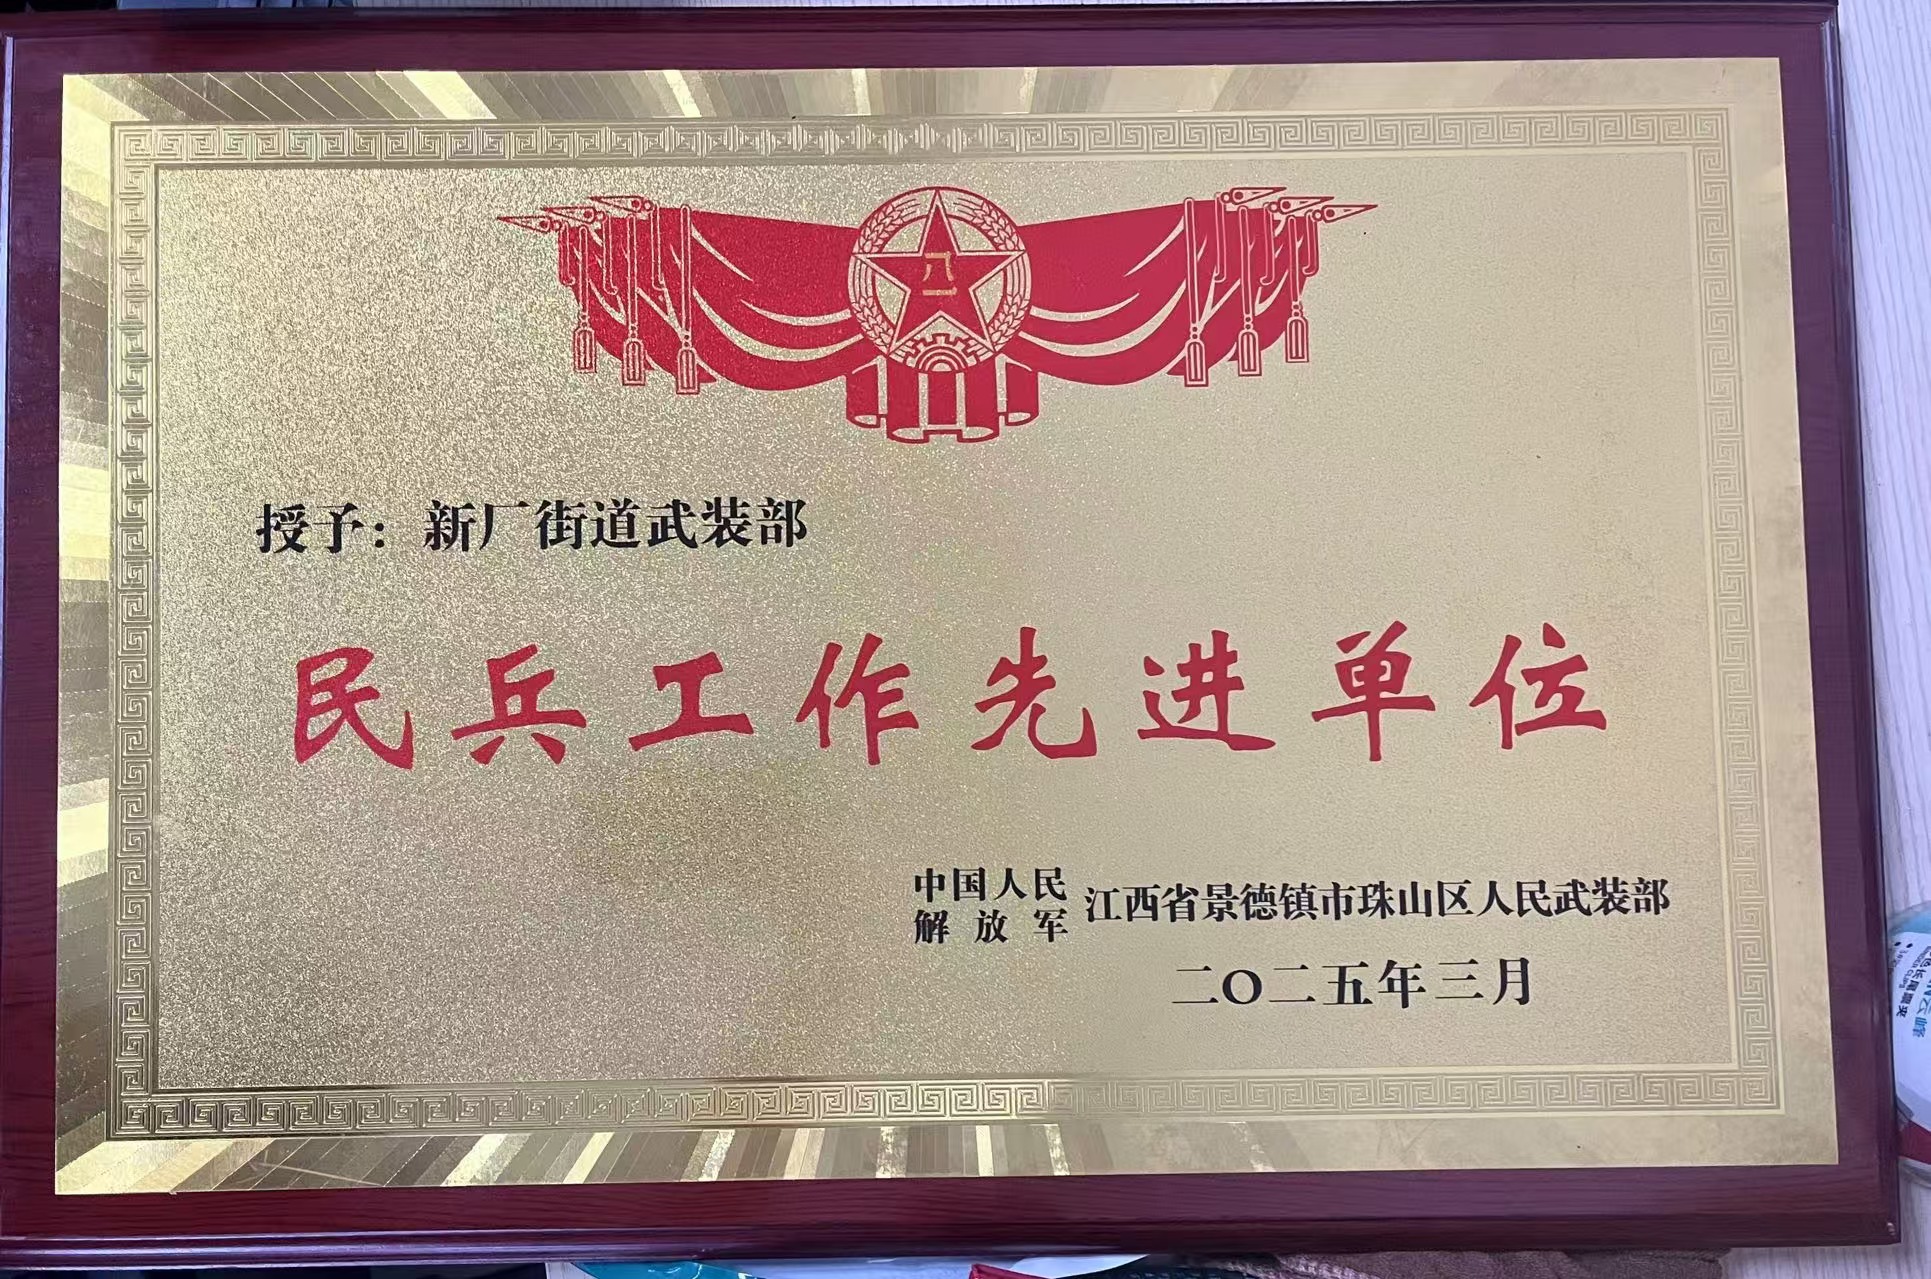 八一
授予：新厂街道武装部
民兵工作先进单位
中国人民
解放军
江西省景德镇市珠山区人民武装部
二〇二五年三月